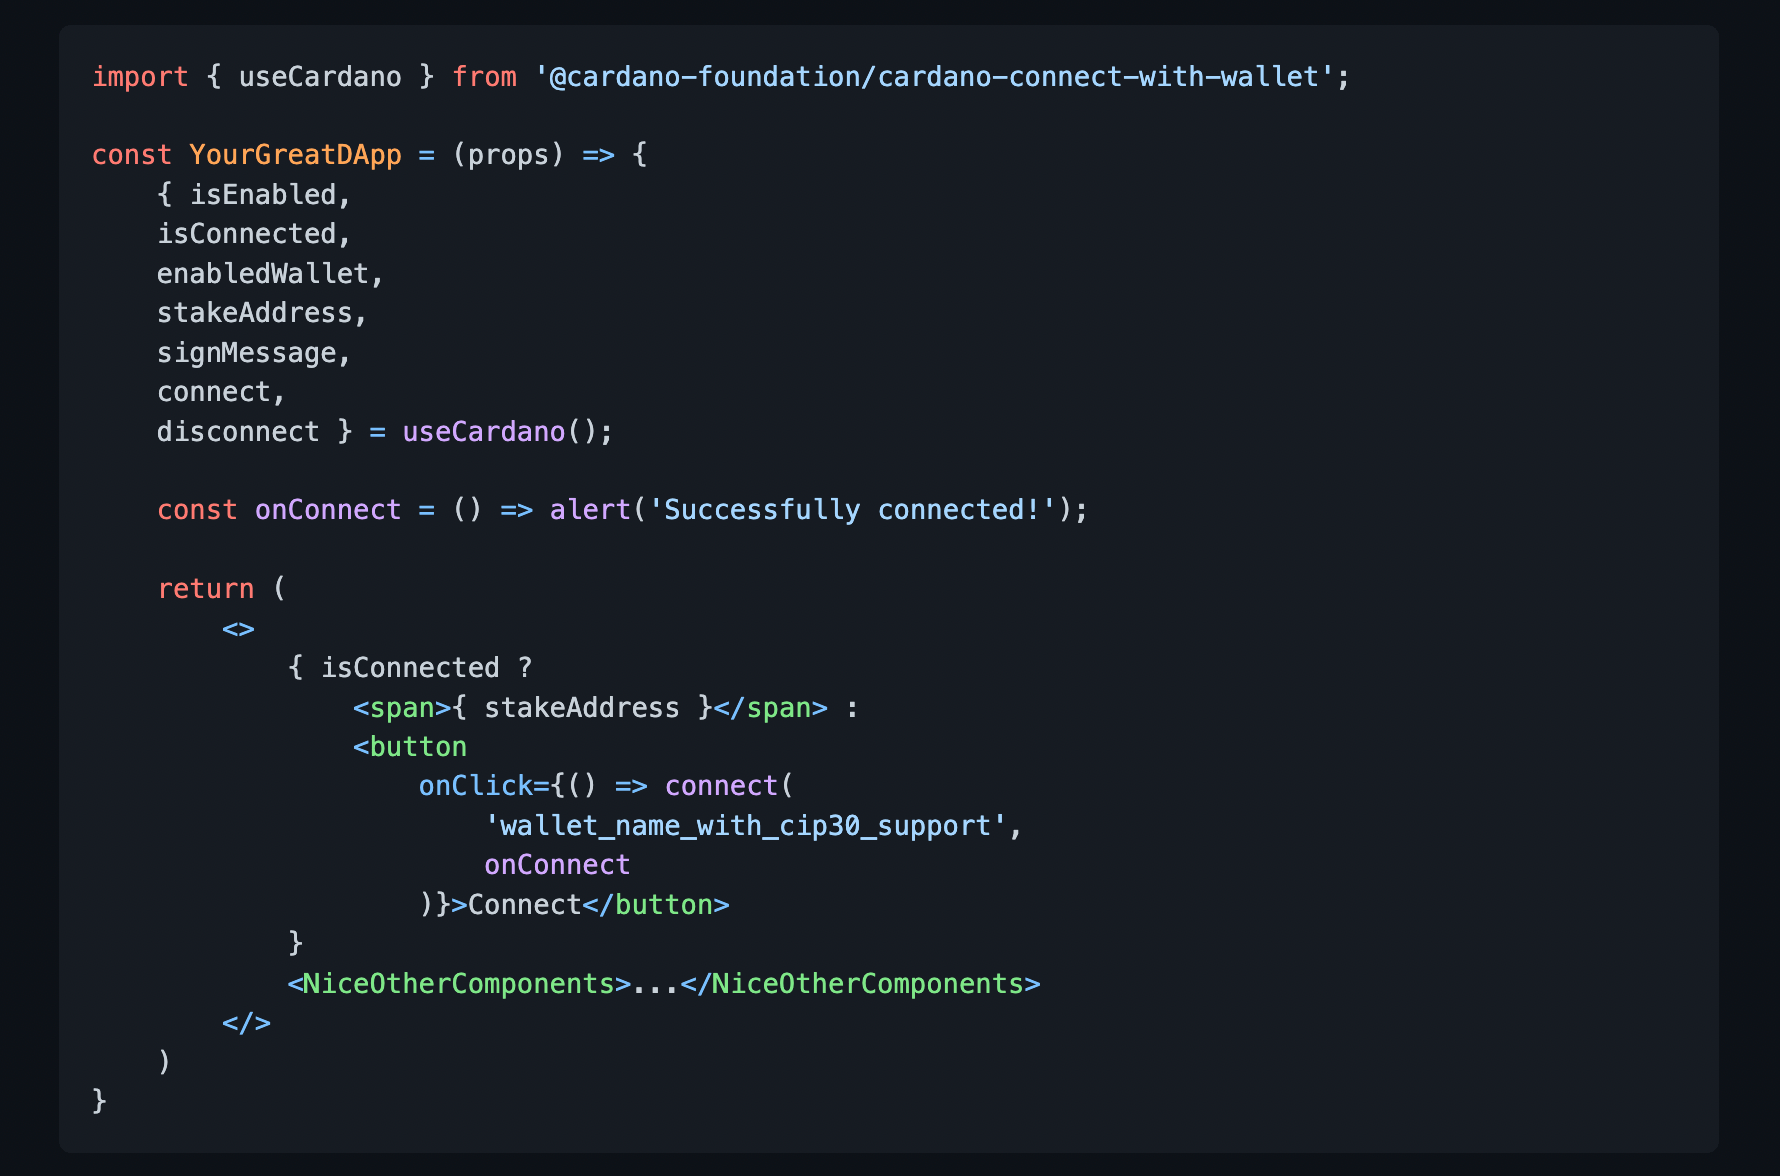 import { useCardano } from '@cardano-foundation/cardano-connect-with-wallet';

const YourGreatDApp = (props) => {
    { isEnabled,
    isConnected,
    enabledWallet,
    stakeAddress,
    signMessage,
    connect,
    disconnect } = useCardano();

    const onConnect = () => alert('Successfully connected!');

    return (
        <>
            { isConnected ?
                <span>{ stakeAddress }</span> :
                <button
                    onClick={() => connect(
                        'wallet_name_with_cip30_support',
                        onConnect
                    )}>Connect</button>
            }
            <NiceOtherComponents>...</NiceOtherComponents>
        </>
    )
}